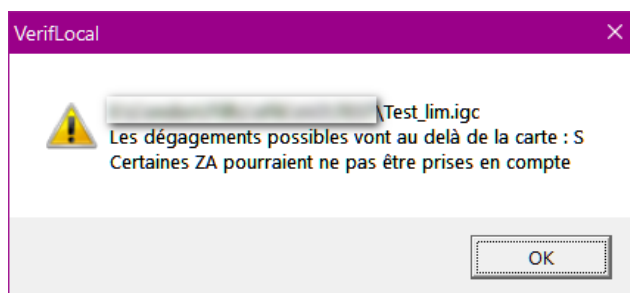 VerifLocal
\Test_lim.igc
Les dégagements possibles vont au delà de la carte : S
Certaines ZA pourraient ne pas être prises en compte
OK